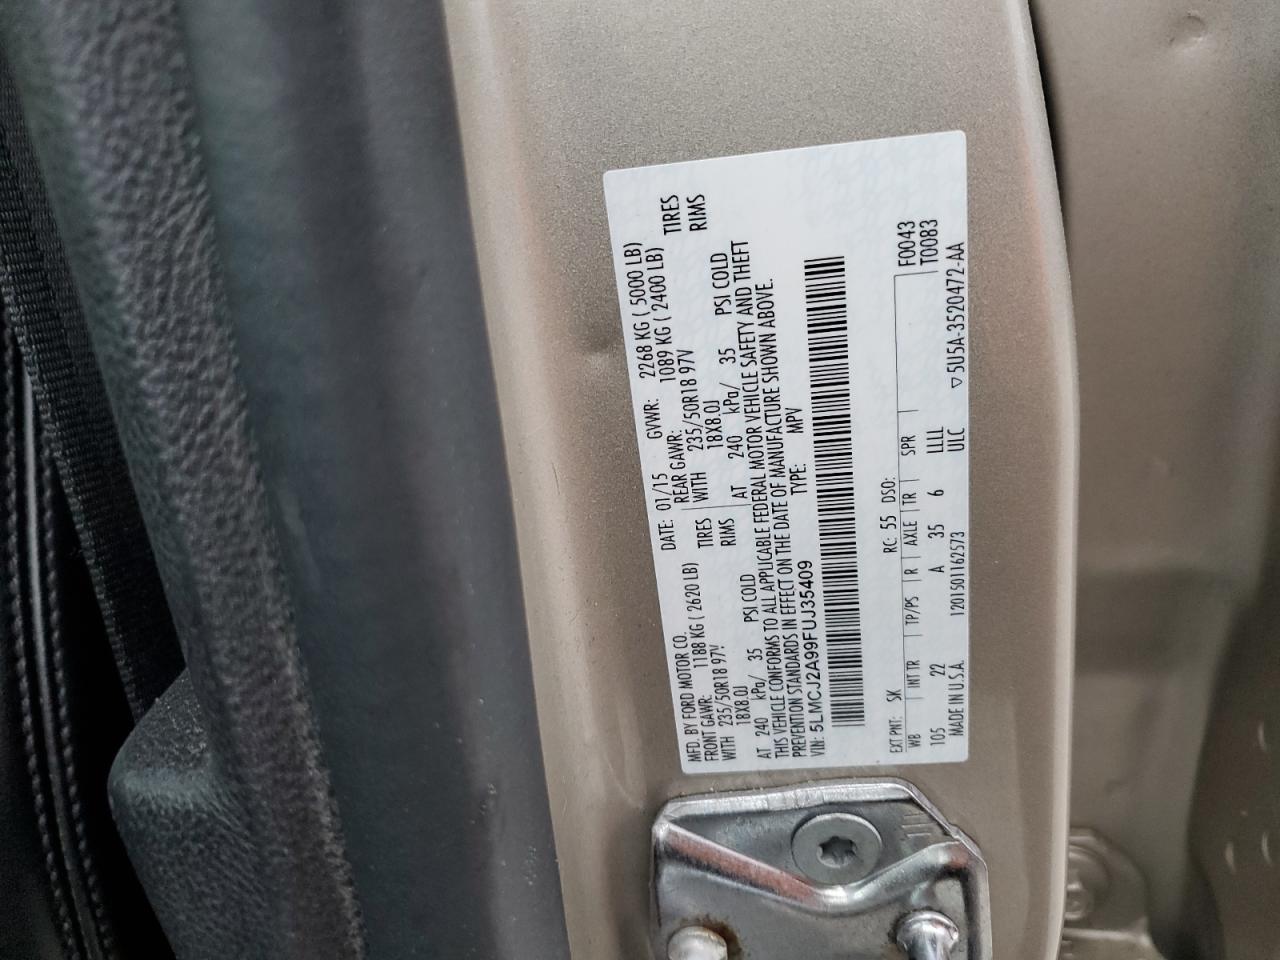 MFD. BY FORD MOTOR CO. DATE: 01/15 GVWR: 2268 KG ( 5000 LB)
FRONT GAWR: 1188 KG ( 2620 LB) REAR GAWR: 1089 KG ( 2400 LB)
WITH 235/50R18 97V TIRES WITH 235/50R18 97V TIRES
18X8.0J RIMS 18X8.0J RIMS
AT 240 kPa/ 35 PSI COLD AT 240 kPa/ 35 PSI COLD
THIS VEHICLE CONFORMS TO ALL APPLICABLE FEDERAL MOTOR VEHICLE SAFETY AND THEFT
PREVENTION STANDARDS IN EFFECT ON THE DATE OF MANUFACTURE SHOWN ABOVE.
VIN: 5LMCJ2A99FUJ35409 TYPE: MPV
EXT PNT: SK RC: 55 DSO: F0043
WB INT TR TP/PS R AXLE TR SPR T0083
105 22 A 35 6 LLLL
ULC
MADE IN U.S.A. 1201501162573 ▽ 5U5A-3520472-AA